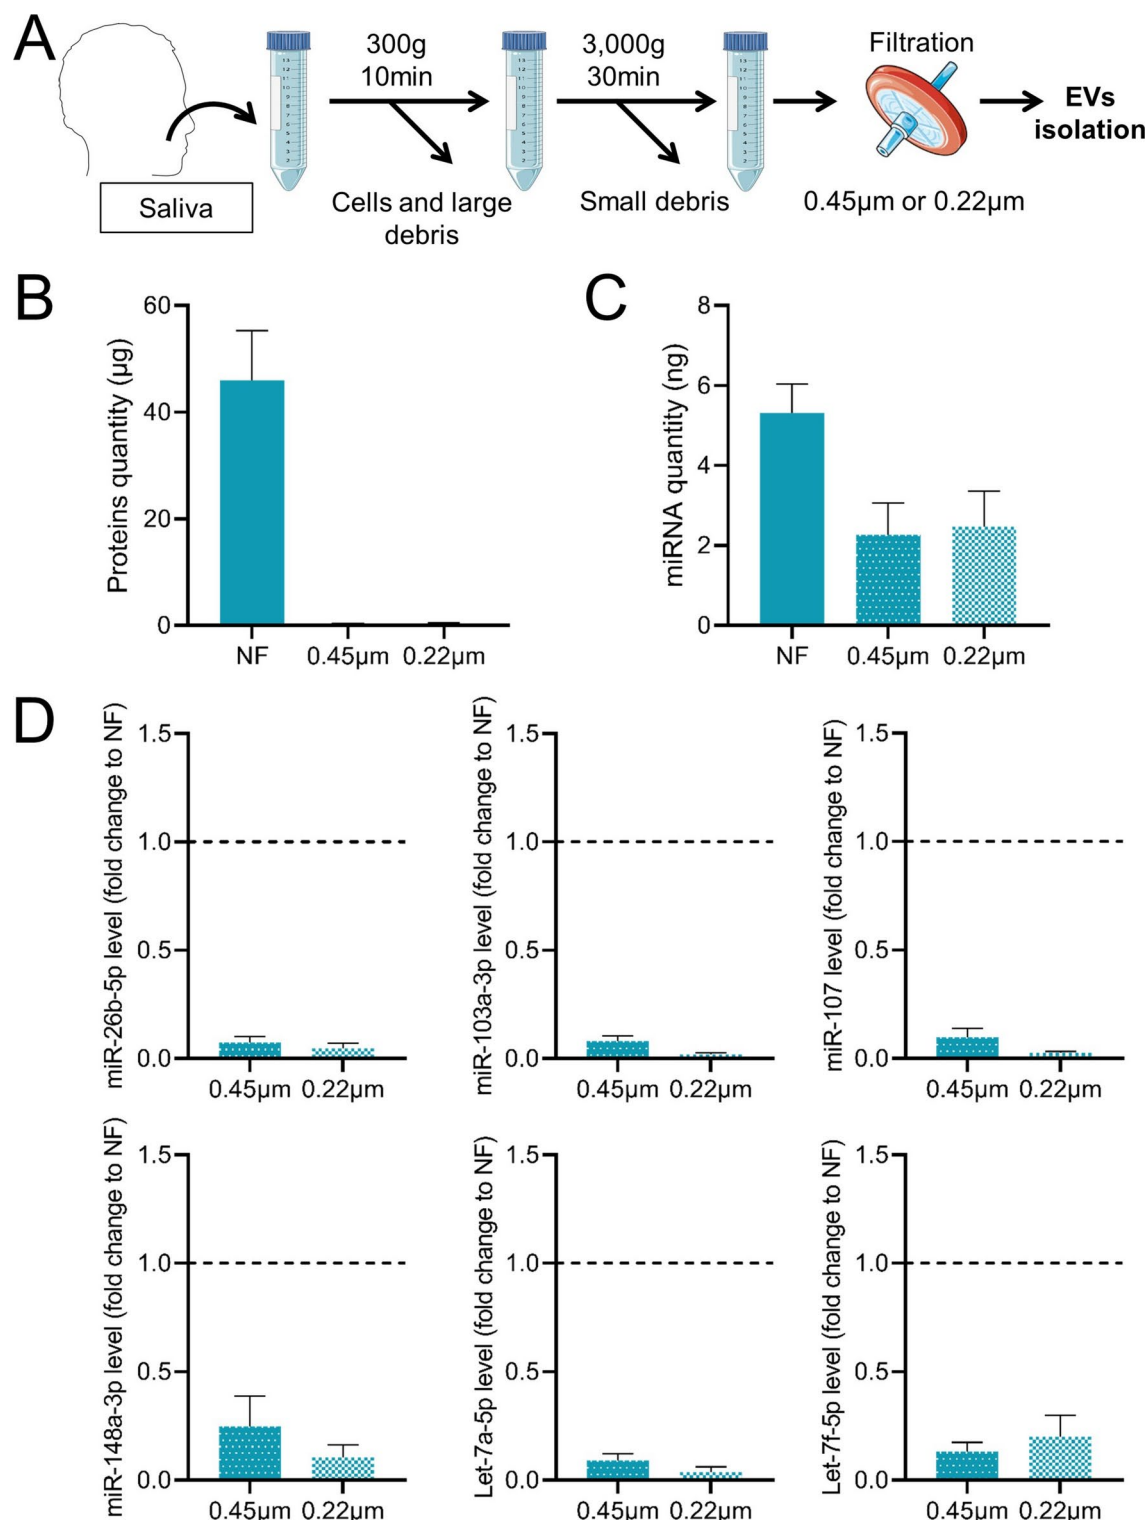 A
300g
10min
3,000g
30min
Filtration
EVs
isolation
Saliva
Cells and large
debris
Small debris
0.45µm or 0.22µm
B
Proteins quantity (µg)
60
40
20
0
NF
0.45µm
0.22µm
C
miRNA quantity (ng)
8
6
4
2
0
NF
0.45µm
0.22µm
D
miR-26b-5p level (fold change to NF)
1.5
1.0
0.5
0.0
0.45µm
0.22µm
miR-103a-3p level (fold change to NF)
1.5
1.0
0.5
0.0
0.45µm
0.22µm
miR-107 level (fold change to NF)
1.5
1.0
0.5
0.0
0.45µm
0.22µm
miR-148a-3p level (fold change to NF)
1.5
1.0
0.5
0.0
0.45µm
0.22µm
Let-7a-5p level (fold change to NF)
1.5
1.0
0.5
0.0
0.45µm
0.22µm
Let-7f-5p level (fold change to NF)
1.5
1.0
0.5
0.0
0.45µm
0.22µm